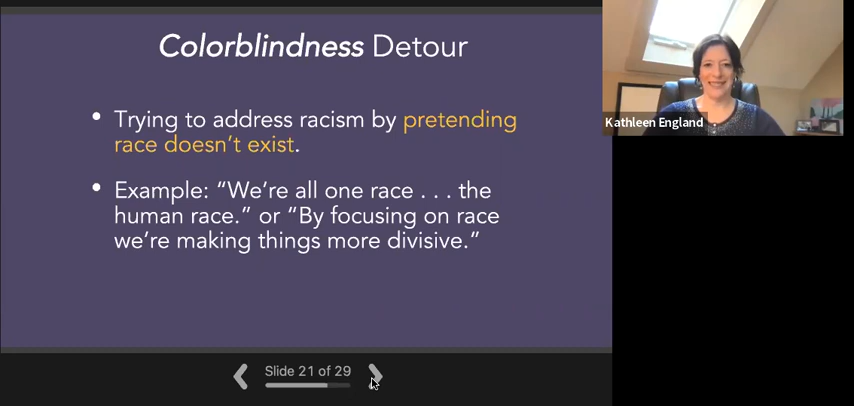 Colorblindness Detour
• Trying to address racism by pretending
race doesn’t exist.
• Example: “We’re all one race . . . the
human race.” or “By focusing on race
we’re making things more divisive.”
Kathleen England
Slide 21 of 29